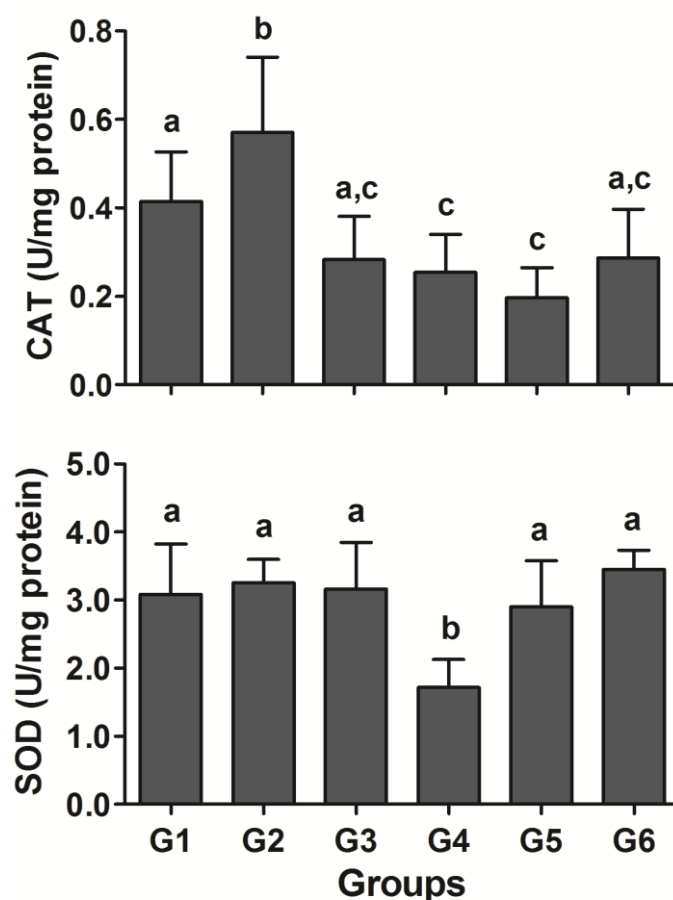 CAT (U/mg protein)
0.8
0.6
0.4
0.2
0.0
a
b
a,c
c
c
a,c
SOD (U/mg protein)
5.0
4.0
3.0
2.0
1.0
0.0
a
a
a
b
a
a
G1 G2 G3 G4 G5 G6
Groups